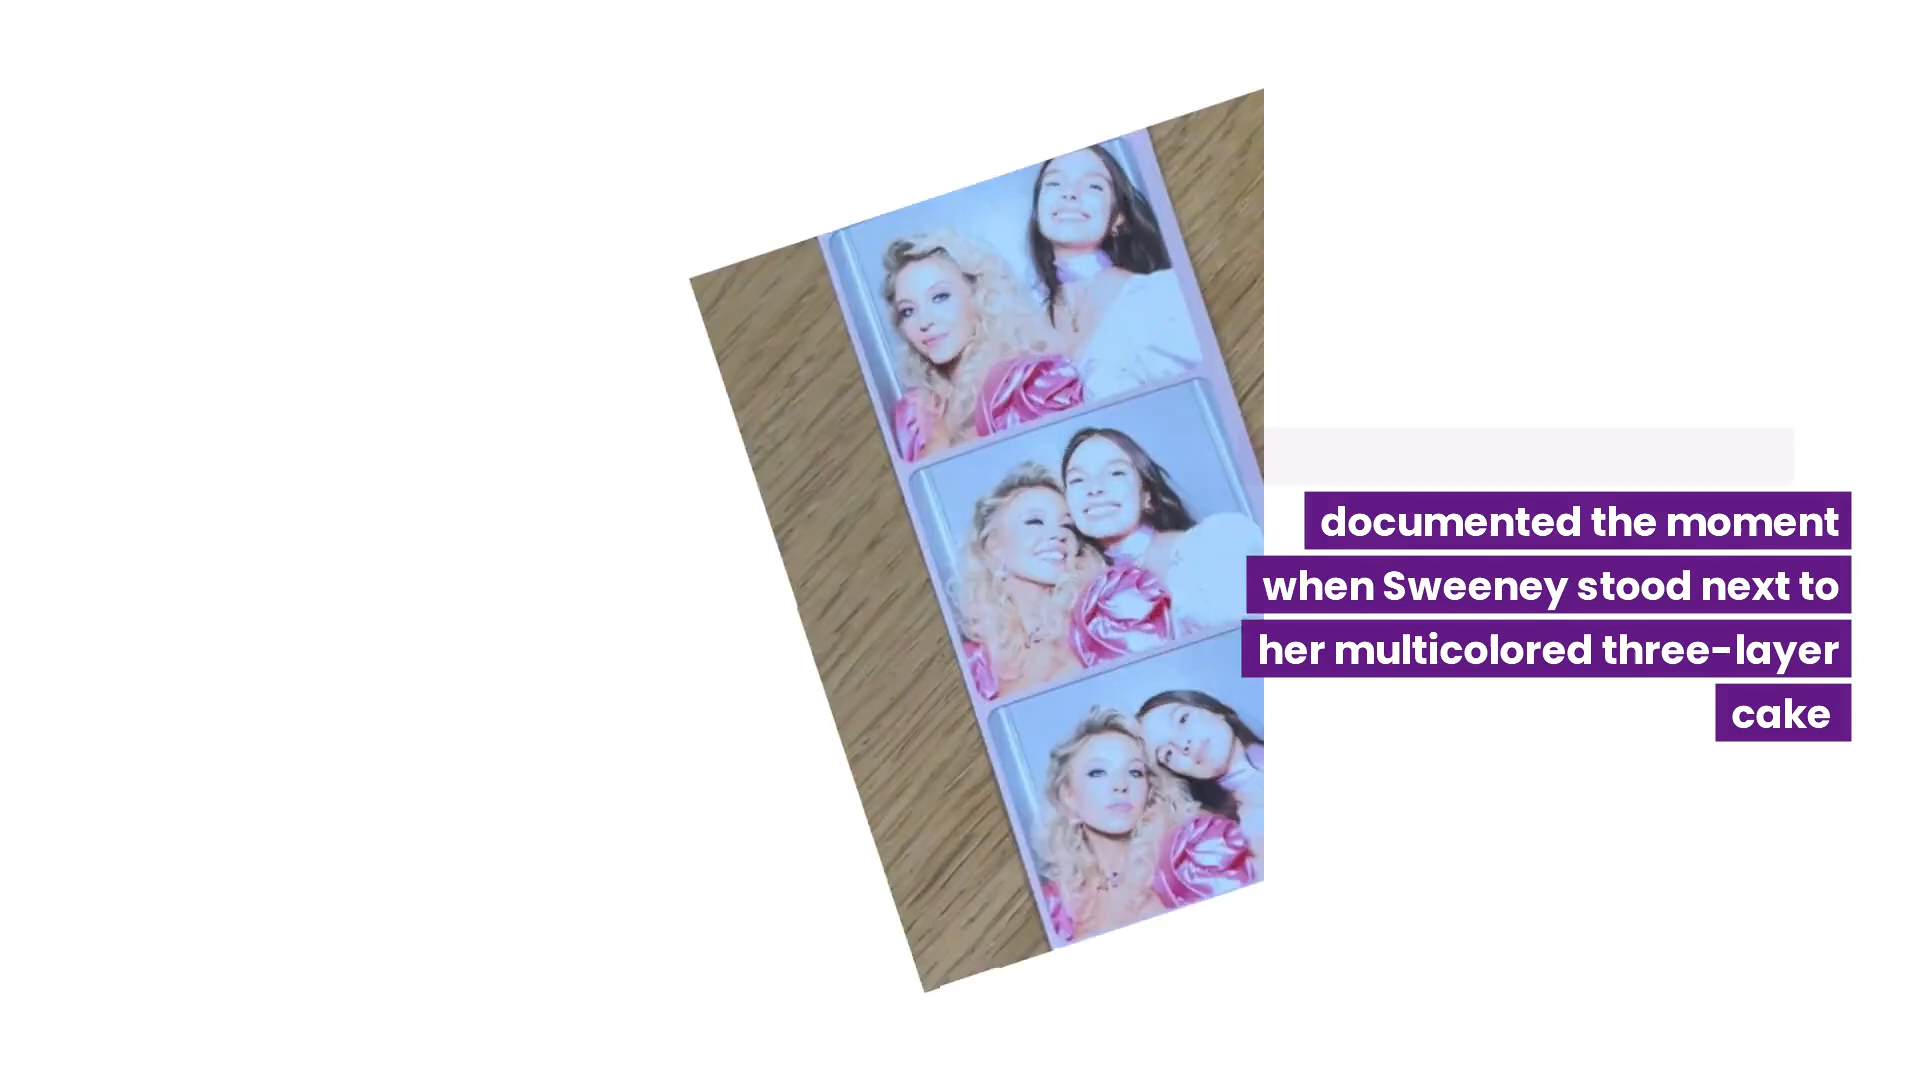 documented the moment
when Sweeney stood next to
her multicolored three-layer
cake